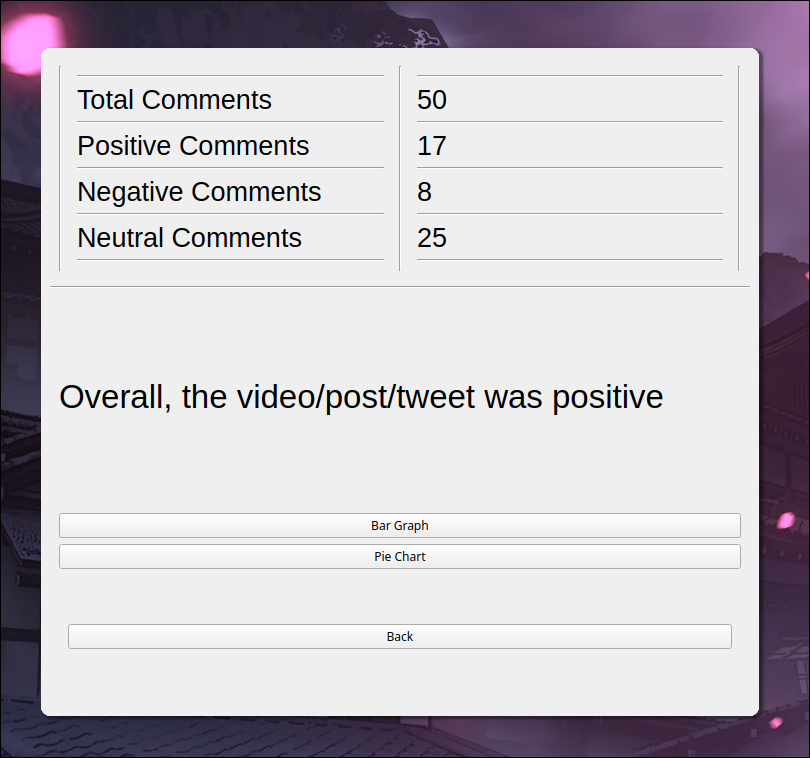 Total Comments 50
Positive Comments 17
Negative Comments 8
Neutral Comments 25
Overall, the video/post/tweet was positive
Bar Graph
Pie Chart
Back